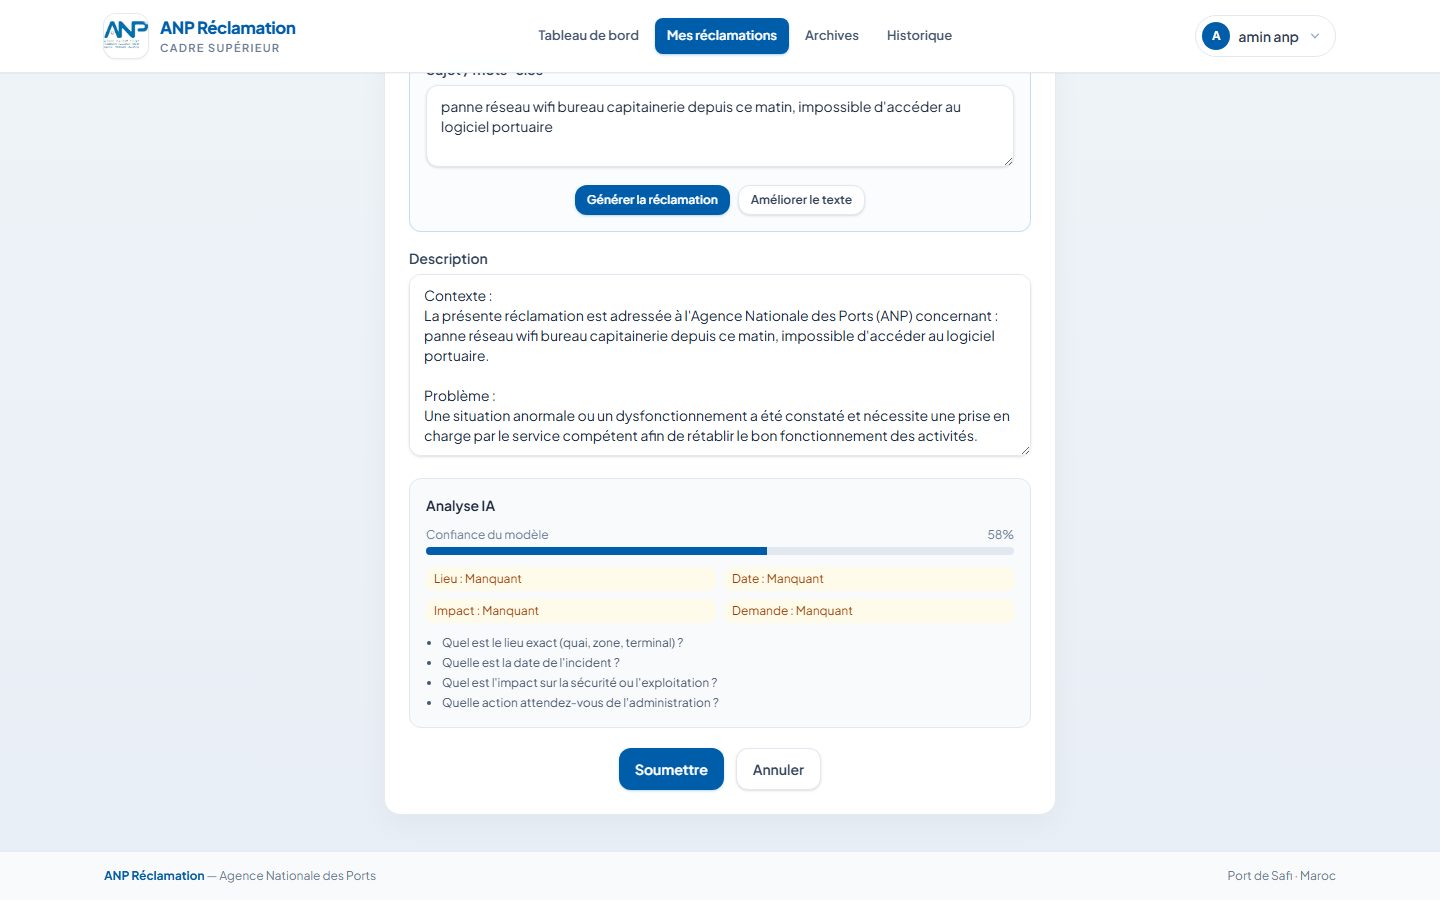 ANP
ANP Réclamation
CADRE SUPÉRIEUR
Tableau de bord
Mes réclamations
Archives
Historique
A
amin anp
Sujet / mots-clés
panne réseau wifi bureau capitainerie depuis ce matin, impossible d'accéder au
logiciel portuaire
Générer la réclamation
Améliorer le texte
Description
Contexte :
La présente réclamation est adressée à l'Agence Nationale des Ports (ANP) concernant :
panne réseau wifi bureau capitainerie depuis ce matin, impossible d'accéder au logiciel
portuaire.
Problème :
Une situation anormale ou un dysfonctionnement a été constaté et nécessite une prise en
charge par le service compétent afin de rétablir le bon fonctionnement des activités.
Analyse IA
Confiance du modèle
58%
Lieu : Manquant
Date : Manquant
Impact : Manquant
Demande : Manquant
• Quel est le lieu exact (quai, zone, terminal) ?
• Quelle est la date de l'incident ?
• Quel est l'impact sur la sécurité ou l'exploitation ?
• Quelle action attendez-vous de l'administration ?
Soumettre
Annuler
ANP Réclamation — Agence Nationale des Ports
Port de Safi · Maroc